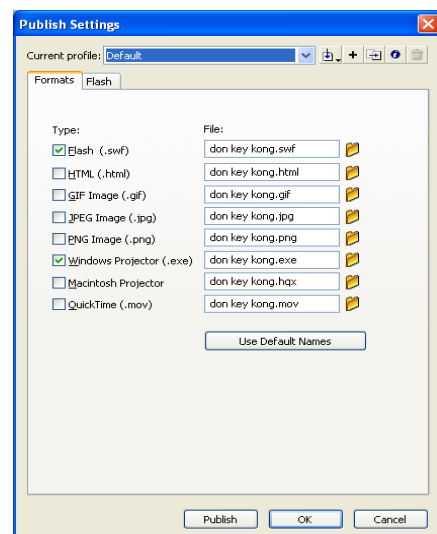 Publish Settings
Current profile: Default
Formats Flash
Type: File:
Flash (.swf) don key kong.swf
HTML (.html) don key kong.html
GIF Image (.gif) don key kong.gif
JPEG Image (.jpg) don key kong.jpg
PNG Image (.png) don key kong.png
Windows Projector (.exe) don key kong.exe
Macintosh Projector don key kong.hqx
QuickTime (.mov) don key kong.mov
Use Default Names
Publish OK Cancel